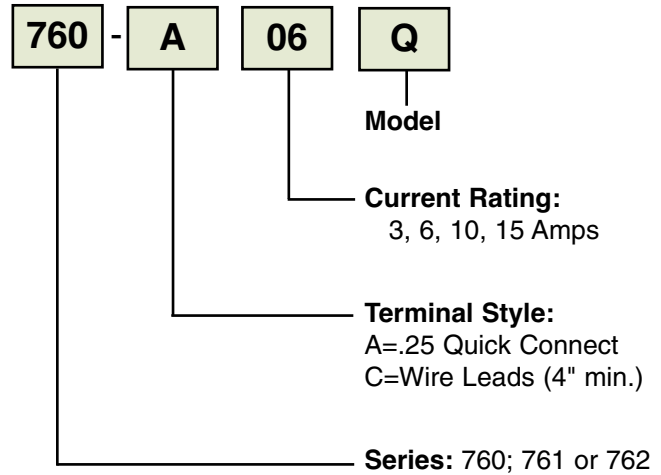 760 - A 06 Q
Model
Current Rating:
3, 6, 10, 15 Amps
Terminal Style:
A=.25 Quick Connect
C=Wire Leads (4" min.)
Series: 760; 761 or 762